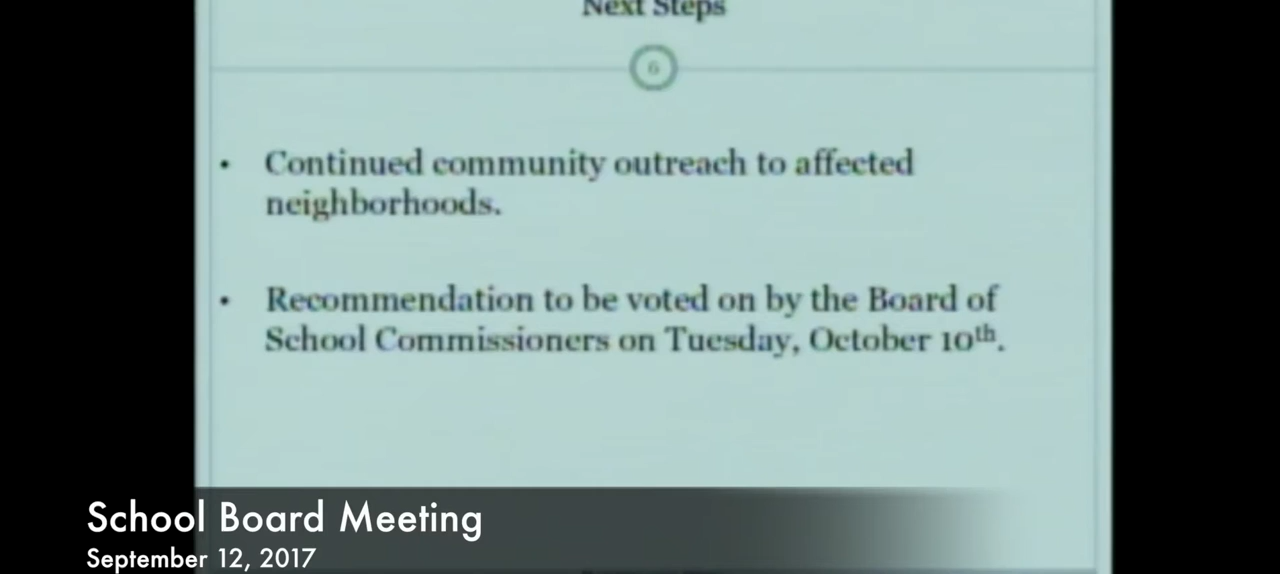 Next Steps
6
• Continued community outreach to affected
neighborhoods.
• Recommendation to be voted on by the Board of
School Commissioners on Tuesday, October 10th.
School Board Meeting
September 12, 2017